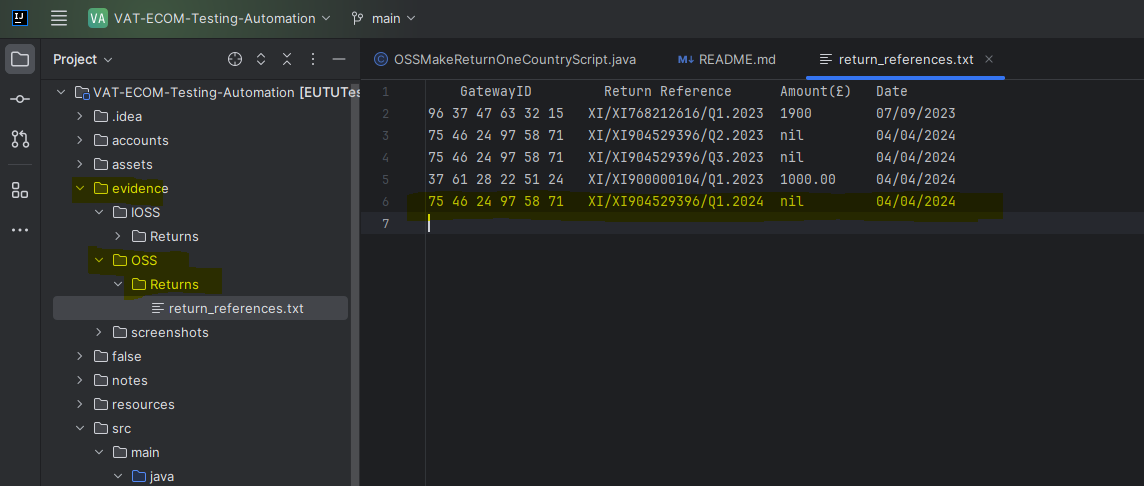 VA VAT-ECOM-Testing-Automation main
Project
VAT-ECOM-Testing-Automation [EUTUTes
.idea
accounts
assets
evidence
IOSS
Returns
OSS
Returns
return_references.txt
screenshots
false
notes
resources
src
main
java
OSSMakeReturnOneCountryScript.java README.md return_references.txt
1 GatewayID Return Reference Amount(£) Date
2 96 37 47 63 32 15 XI/XI768212616/Q1.2023 1900 07/09/2023
3 75 46 24 97 58 71 XI/XI904529396/Q2.2023 nil 04/04/2024
4 75 46 24 97 58 71 XI/XI904529396/Q3.2023 nil 04/04/2024
5 37 61 28 22 51 24 XI/XI900000104/Q1.2023 1000.00 04/04/2024
6 75 46 24 97 58 71 XI/XI904529396/Q1.2024 nil 04/04/2024
7